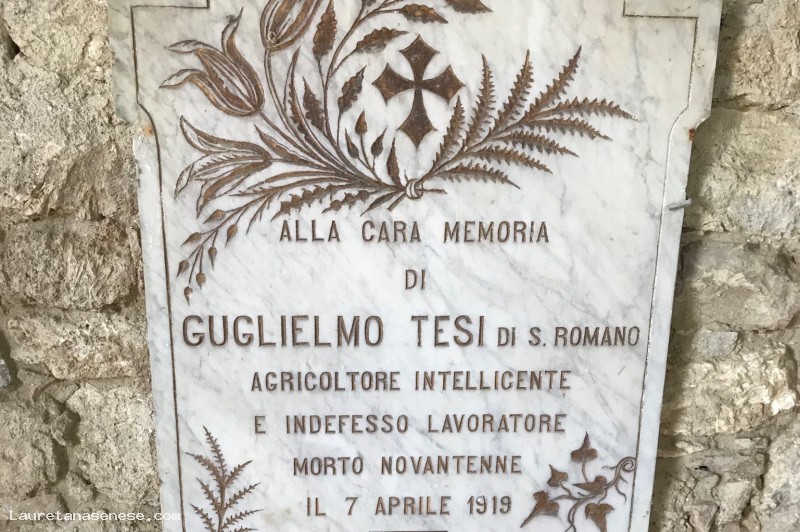 ALLA CARA MEMORIA
DI
GUGLIELMO TESI DI S. ROMANO
AGRICOLTORE INTELLICENTE
E INDEFESSO LAVORATORE
MORTO NOVANTENNE
IL 7 APRILE 1919
Lauretanasenese.com